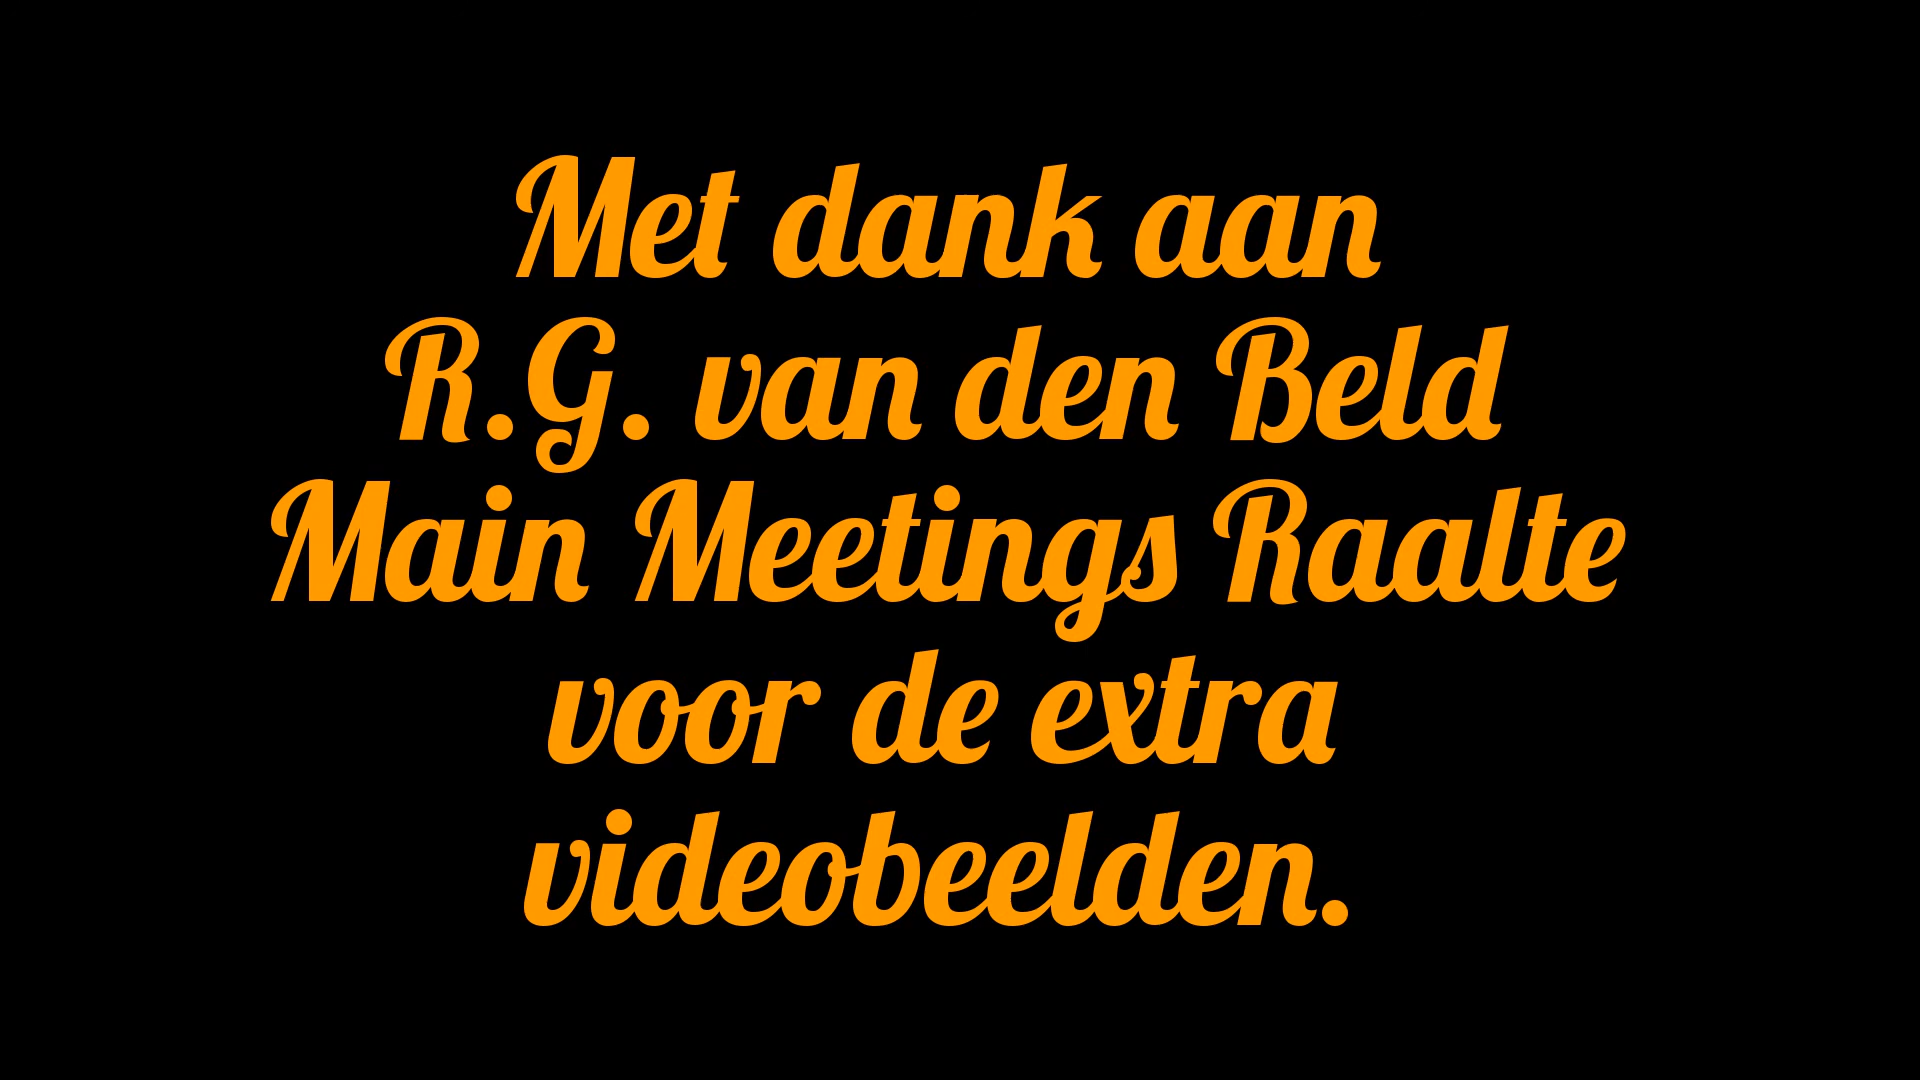 Met dank aan
R.G. van den Beld
Main Meetings Raalte
voor de extra
videobeelden.